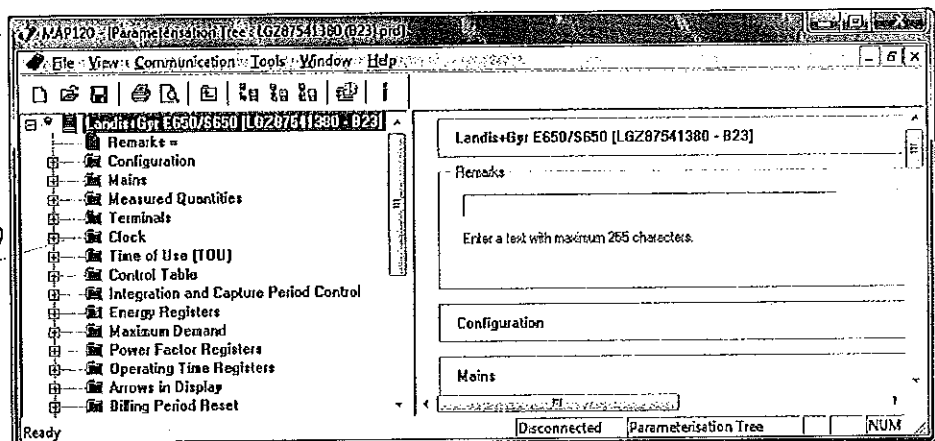 MAP120 - [Parameterisation Tree : LGZ87541380 (B23).prd]
File View Communication Tools Window Help
Landis+Gyr E650/S650 [LGZ87541380 - B23]
Remarks =
Configuration
Mains
Measured Quantities
Terminals
Clock
Time of Use (TOU)
Control Table
Integration and Capture Period Control
Energy Registers
Maximum Demand
Power Factor Registers
Operating Time Registers
Arrows in Display
Billing Period Reset
Landis+Gyr E650/S650 [LGZ87541380 - B23]
Remarks
Enter a text with maximum 255 characters.
Configuration
Mains
Ready
Disconnected
Parameterisation Tree
NUM